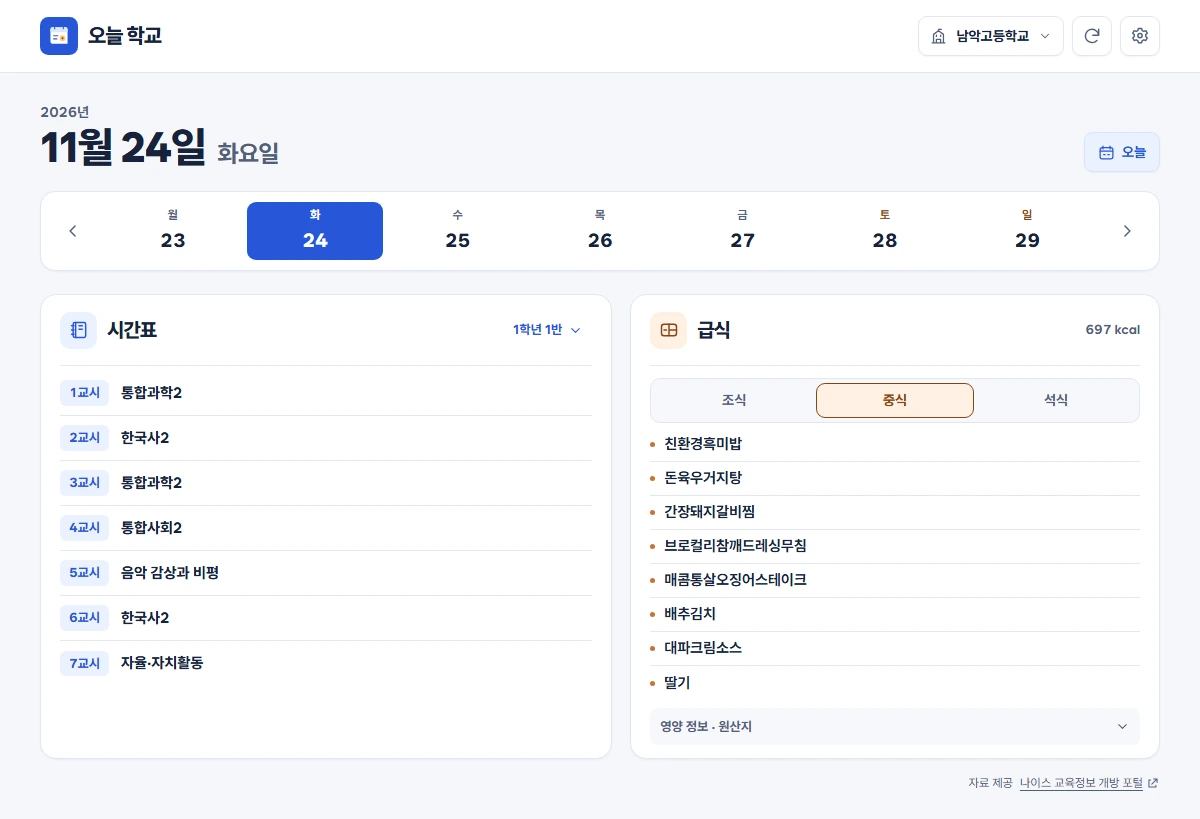 오늘 학교
남악고등학교
2026년
11월 24일 화요일
오늘
월 화 수 목 금 토 일
23 24 25 26 27 28 29
시간표
1학년 1반
1교시 통합과학2
2교시 한국사2
3교시 통합과학2
4교시 통합사회2
5교시 음악 감상과 비평
6교시 한국사2
7교시 자율·자치활동
급식
697 kcal
조식 중식 석식
친환경흑미밥
돈육우거지탕
간장돼지갈비찜
브로컬리참깨드레싱무침
매콤통살오징어스테이크
배추김치
대파크림소스
딸기
영양 정보 · 원산지
자료 제공 나이스 교육정보 개방 포털